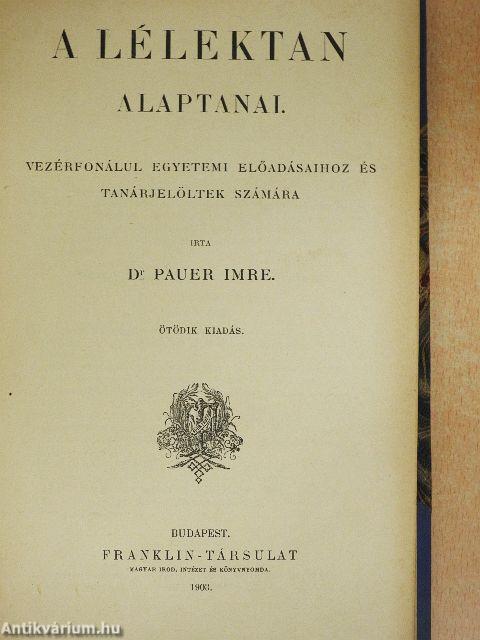 A LÉLEKTAN
ALAPTANAI.
VEZÉRFONÁLUL EGYETEMI ELŐADÁSAIHOZ ÉS
TANÁRJELÖLTEK SZÁMÁRA
IRTA
Dr PAUER IMRE.
ÖTÖDIK KIADÁS.
BUDAPEST.
FRANKLIN-TÁRSULAT
MAGYAR IROD. INTÉZET ÉS KÖNYVNYOMDA.
1900.
Antikvárium.hu